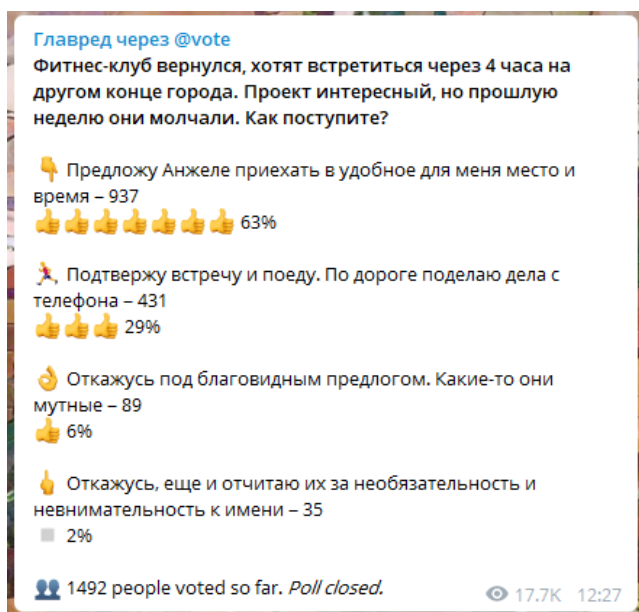 Главред через @vote
Фитнес-клуб вернулся, хотят встретиться через 4 часа на
другом конце города. Проект интересный, но прошлую
неделю они молчали. Как поступите?
👇 Предложу Анжеле приехать в удобное для меня место и
время – 937
👍👍👍👍👍👍👍 63%
🏃‍♀️ Подтвержу встречу и поеду. По дороге поделаю дела с
телефона – 431
👍👍👍 29%
👌 Откажусь под благовидным предлогом. Какие-то они
мутные – 89
👍 6%
🖕 Откажусь, еще и отчитаю их за необязательность и
невнимательность к имени – 35
▫️ 2%
👥 1492 people voted so far. Poll closed.
17.7K 12:27